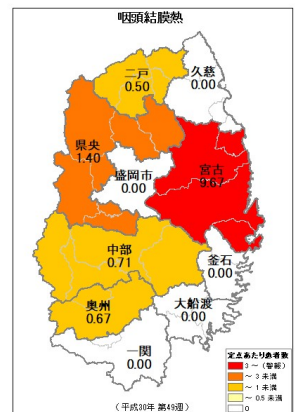 咽頭結膜熱
久慈
0.00
二戸
0.50
県央
1.40
盛岡市
0.00
宮古
9.67
中部
0.71
釜石
0.00
奥州
0.67
大船渡
0.00
一関
0.00
定点あたり患者数
3～（警報）
～3未満
～1未満
～0.5未満
0
（平成30年 第49週）